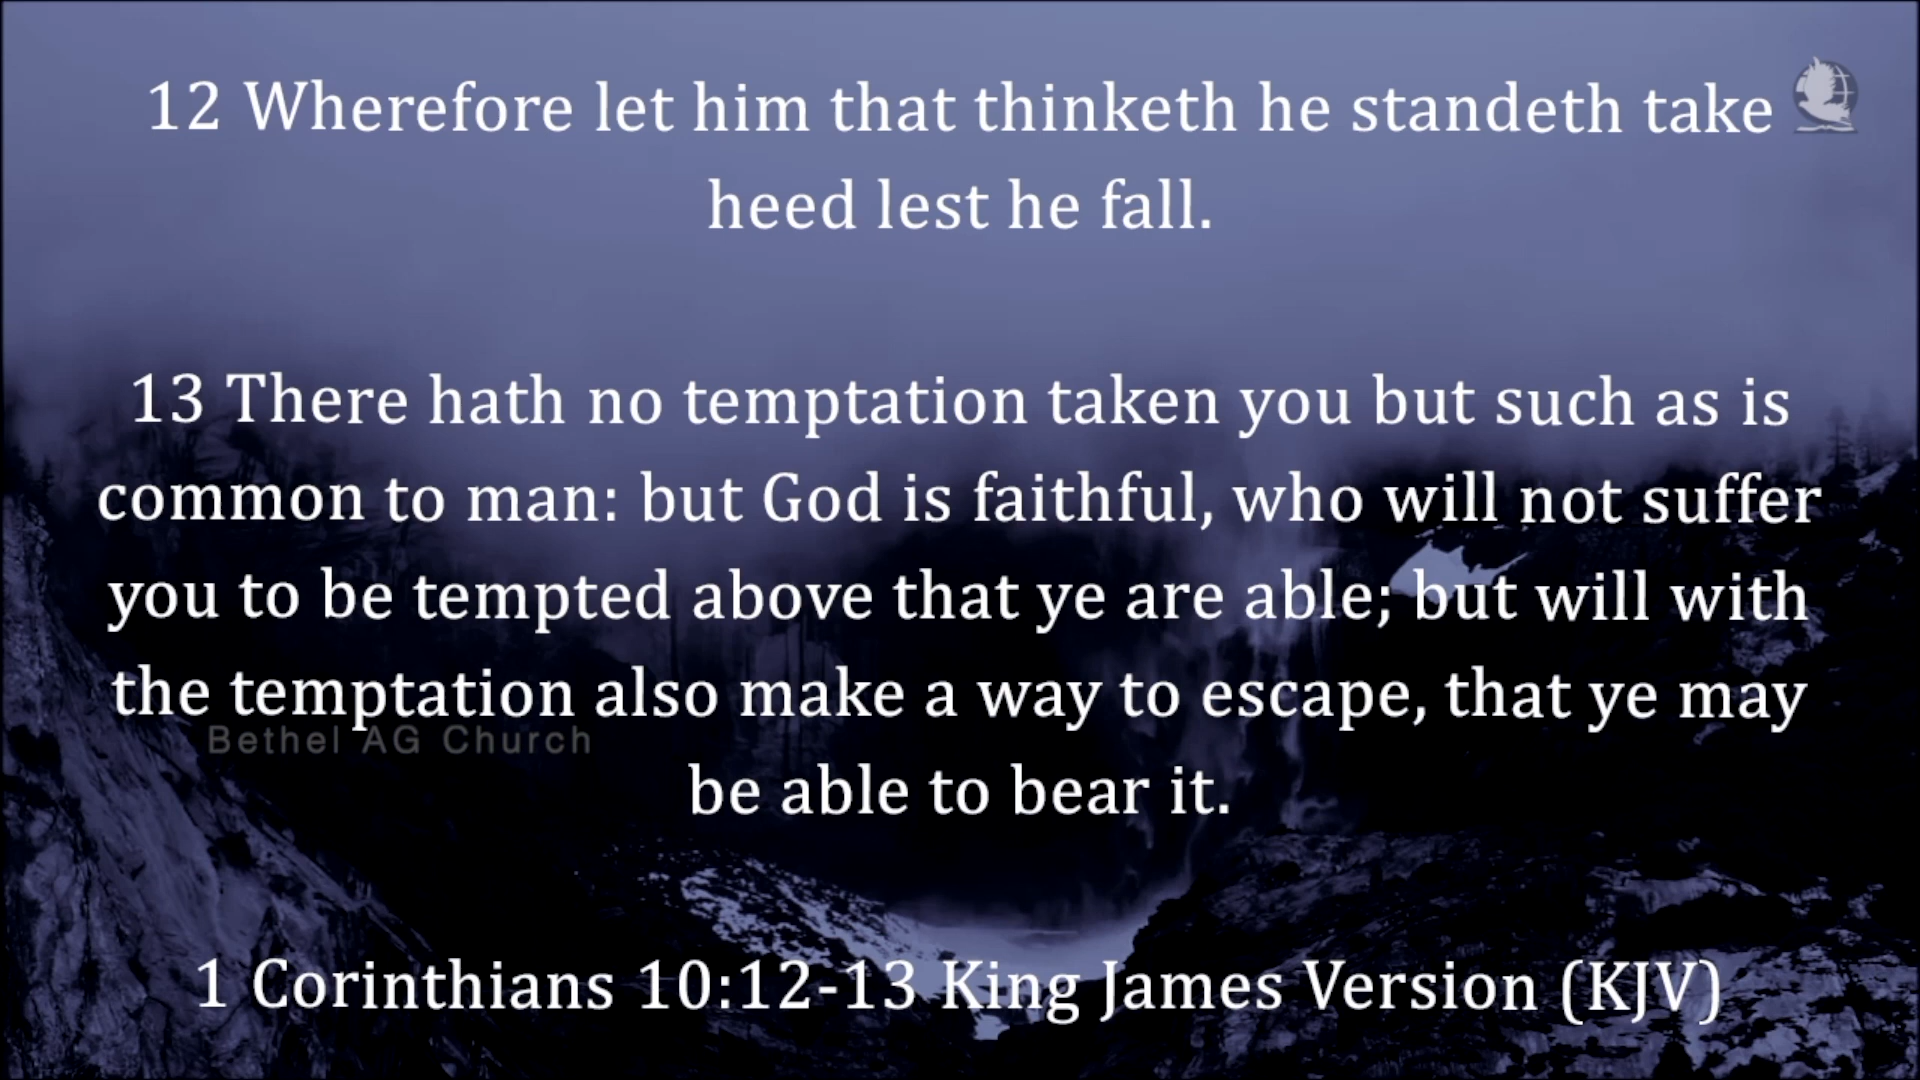 12 Wherefore let him that thinketh he standeth take
heed lest he fall.
13 There hath no temptation taken you but such as is
common to man: but God is faithful, who will not suffer
you to be tempted above that ye are able; but will with
the temptation also make a way to escape, that ye may
Bethel AG Church
be able to bear it.
1 Corinthians 10:12-13 King James Version (KJV)